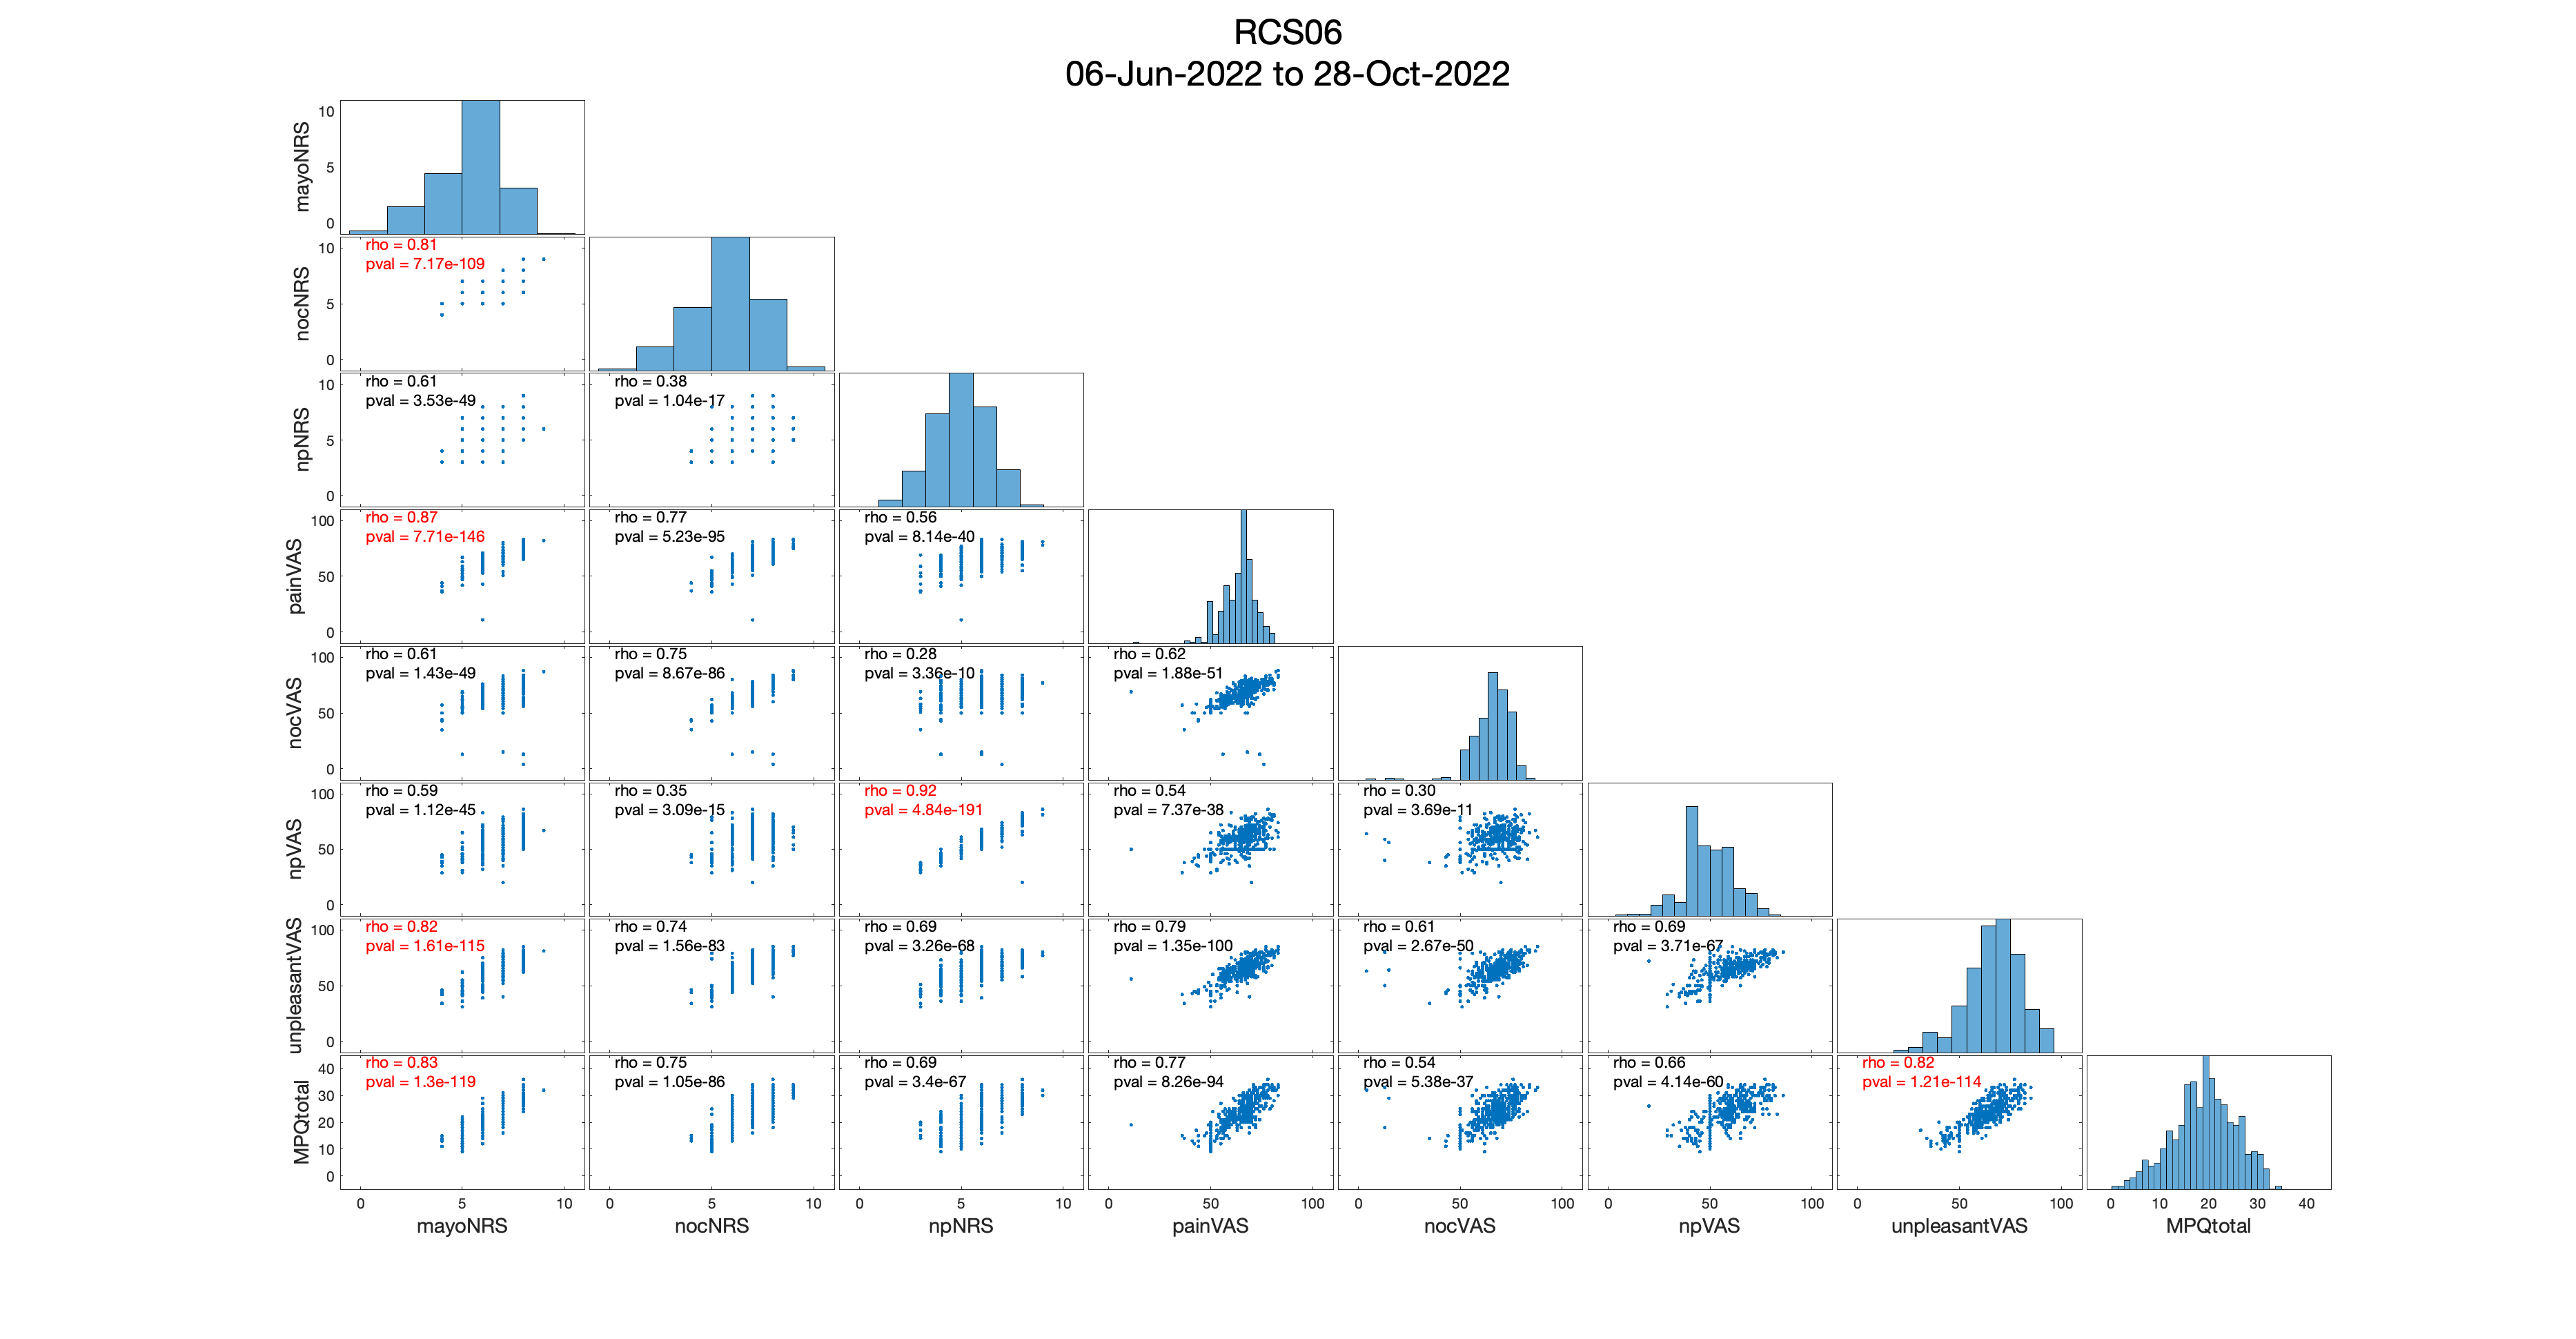 RCS06
06-Jun-2022 to 28-Oct-2022
mayoNRS
10
5
0
nocNRS
10
5
0
rho = 0.81
pval = 7.17e-109
npNRS
10
5
0
rho = 0.61
pval = 3.53e-49
rho = 0.38
pval = 1.04e-17
painVAS
100
50
0
rho = 0.87
pval = 7.71e-146
rho = 0.77
pval = 5.23e-95
rho = 0.56
pval = 8.14e-40
nocVAS
100
50
0
rho = 0.61
pval = 1.43e-49
rho = 0.75
pval = 8.67e-86
rho = 0.28
pval = 3.36e-10
rho = 0.62
pval = 1.88e-51
npVAS
100
50
0
rho = 0.59
pval = 1.12e-45
rho = 0.35
pval = 3.09e-15
rho = 0.92
pval = 4.84e-191
rho = 0.54
pval = 7.37e-38
rho = 0.30
pval = 3.69e-11
unpleasantVAS
100
50
0
rho = 0.82
pval = 1.61e-115
rho = 0.74
pval = 1.56e-83
rho = 0.69
pval = 3.26e-68
rho = 0.79
pval = 1.35e-100
rho = 0.61
pval = 2.67e-50
rho = 0.69
pval = 3.71e-67
MPQtotal
40
30
20
10
0
rho = 0.83
pval = 1.3e-119
rho = 0.75
pval = 1.05e-86
rho = 0.69
pval = 3.4e-67
rho = 0.77
pval = 8.26e-94
rho = 0.54
pval = 5.38e-37
rho = 0.66
pval = 4.14e-60
rho = 0.82
pval = 1.21e-114
0 5 10
0 5 10
0 5 10
0 50 100
0 50 100
0 50 100
0 50 100
0 10 20 30 40
mayoNRS
nocNRS
npNRS
painVAS
nocVAS
npVAS
unpleasantVAS
MPQtotal